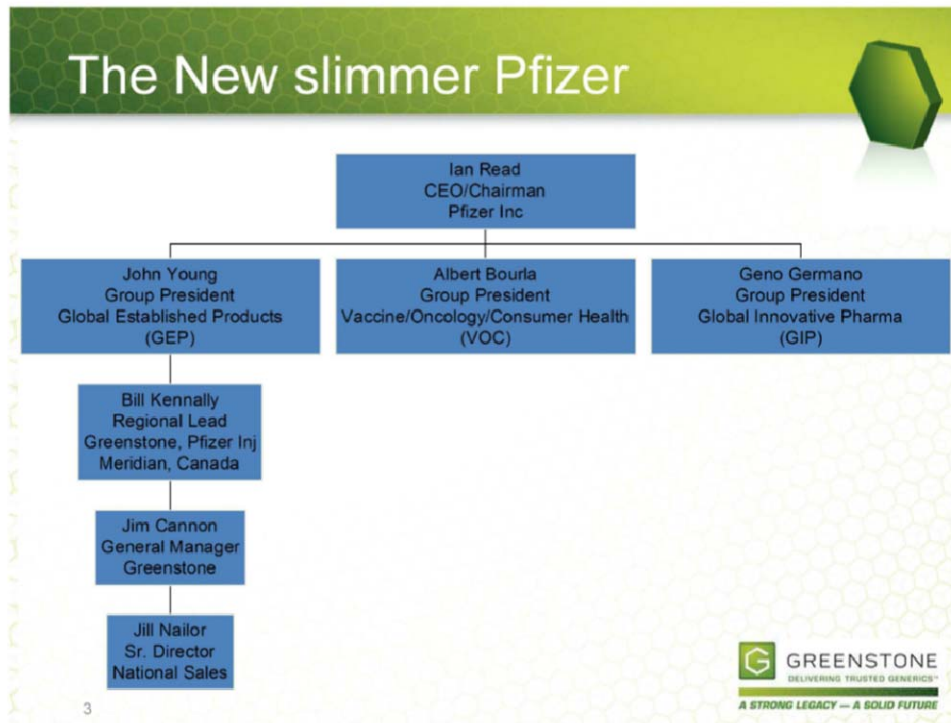 The New slimmer Pfizer
Ian Read
CEO/Chairman
Pfizer Inc
John Young
Group President
Global Established Products
(GEP)
Albert Bourla
Group President
Vaccine/Oncology/Consumer Health
(VOC)
Geno Germano
Group President
Global Innovative Pharma
(GIP)
Bill Kennally
Regional Lead
Greenstone, Pfizer Inj
Meridian, Canada
Jim Cannon
General Manager
Greenstone
Jill Nailor
Sr. Director
National Sales
3
G GREENSTONE
DELIVERING TRUSTED GENERICS™
A STRONG LEGACY — A SOLID FUTURE